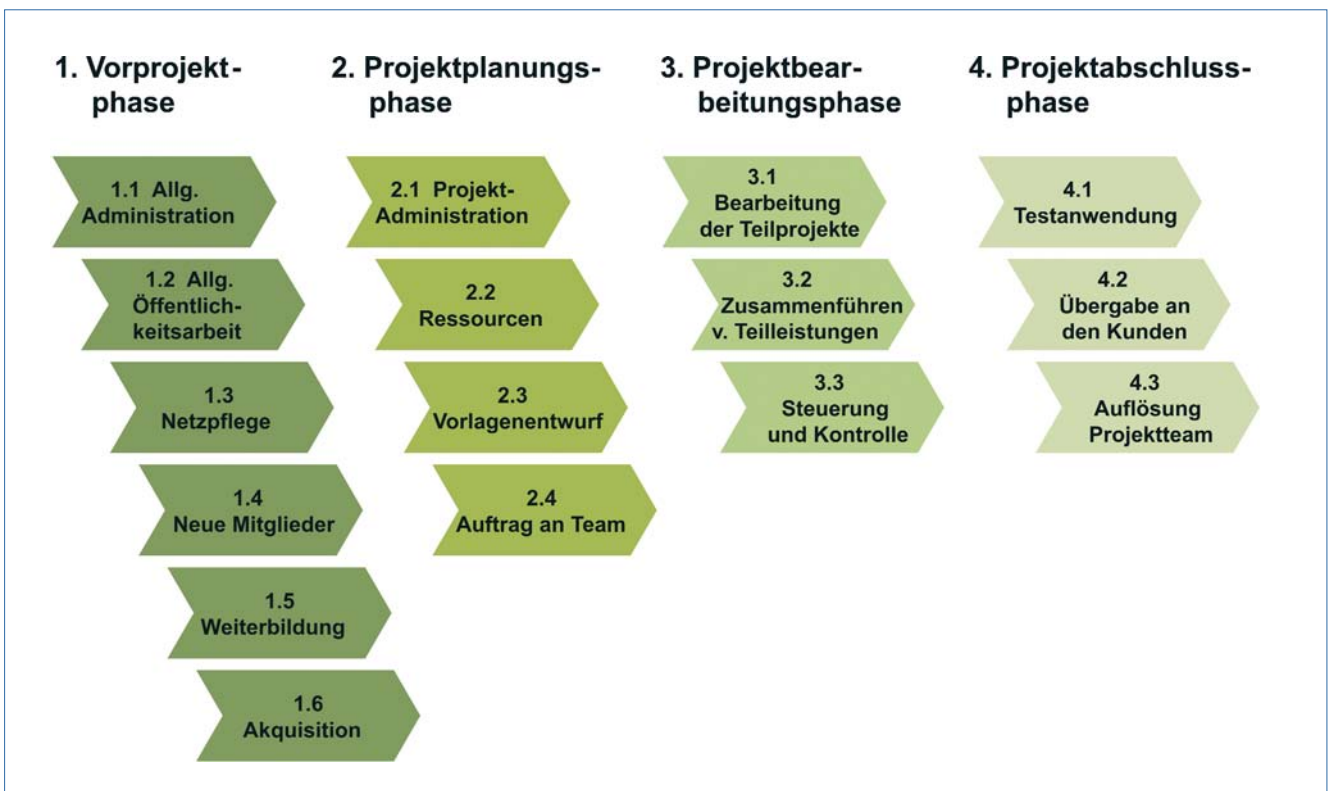 1. Vorprojekt-
phase
1.1 Allg.
Administration
1.2 Allg.
Öffentlich-
keitsarbeit
1.3
Netzpflege
1.4
Neue Mitglieder
1.5
Weiterbildung
1.6
Akquisition
2. Projektplanungs-
phase
2.1 Projekt-
Administration
2.2
Ressourcen
2.3
Vorlagenentwurf
2.4
Auftrag an Team
3. Projektbear-
beitungsphase
3.1
Bearbeitung
der Teilprojekte
3.2
Zusammenführen
v. Teilleistungen
3.3
Steuerung
und Kontrolle
4. Projektabschluss-
phase
4.1
Testanwendung
4.2
Übergabe an
den Kunden
4.3
Auflösung
Projektteam